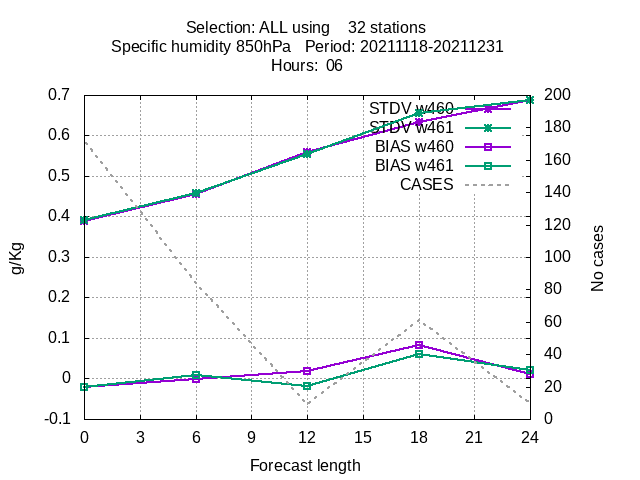 Selection: ALL using 32 stations
Specific humidity 850hPa Period: 20211118-20211231
Hours: 06
STDV w460
STDV w461
BIAS w460
BIAS w461
CASES
0.7
0.6
0.5
0.4
0.3
0.2
0.1
0
-0.1
g/Kg
200
180
160
140
120
100
80
60
40
20
0
No cases
0 3 6 9 12 15 18 21 24
Forecast length